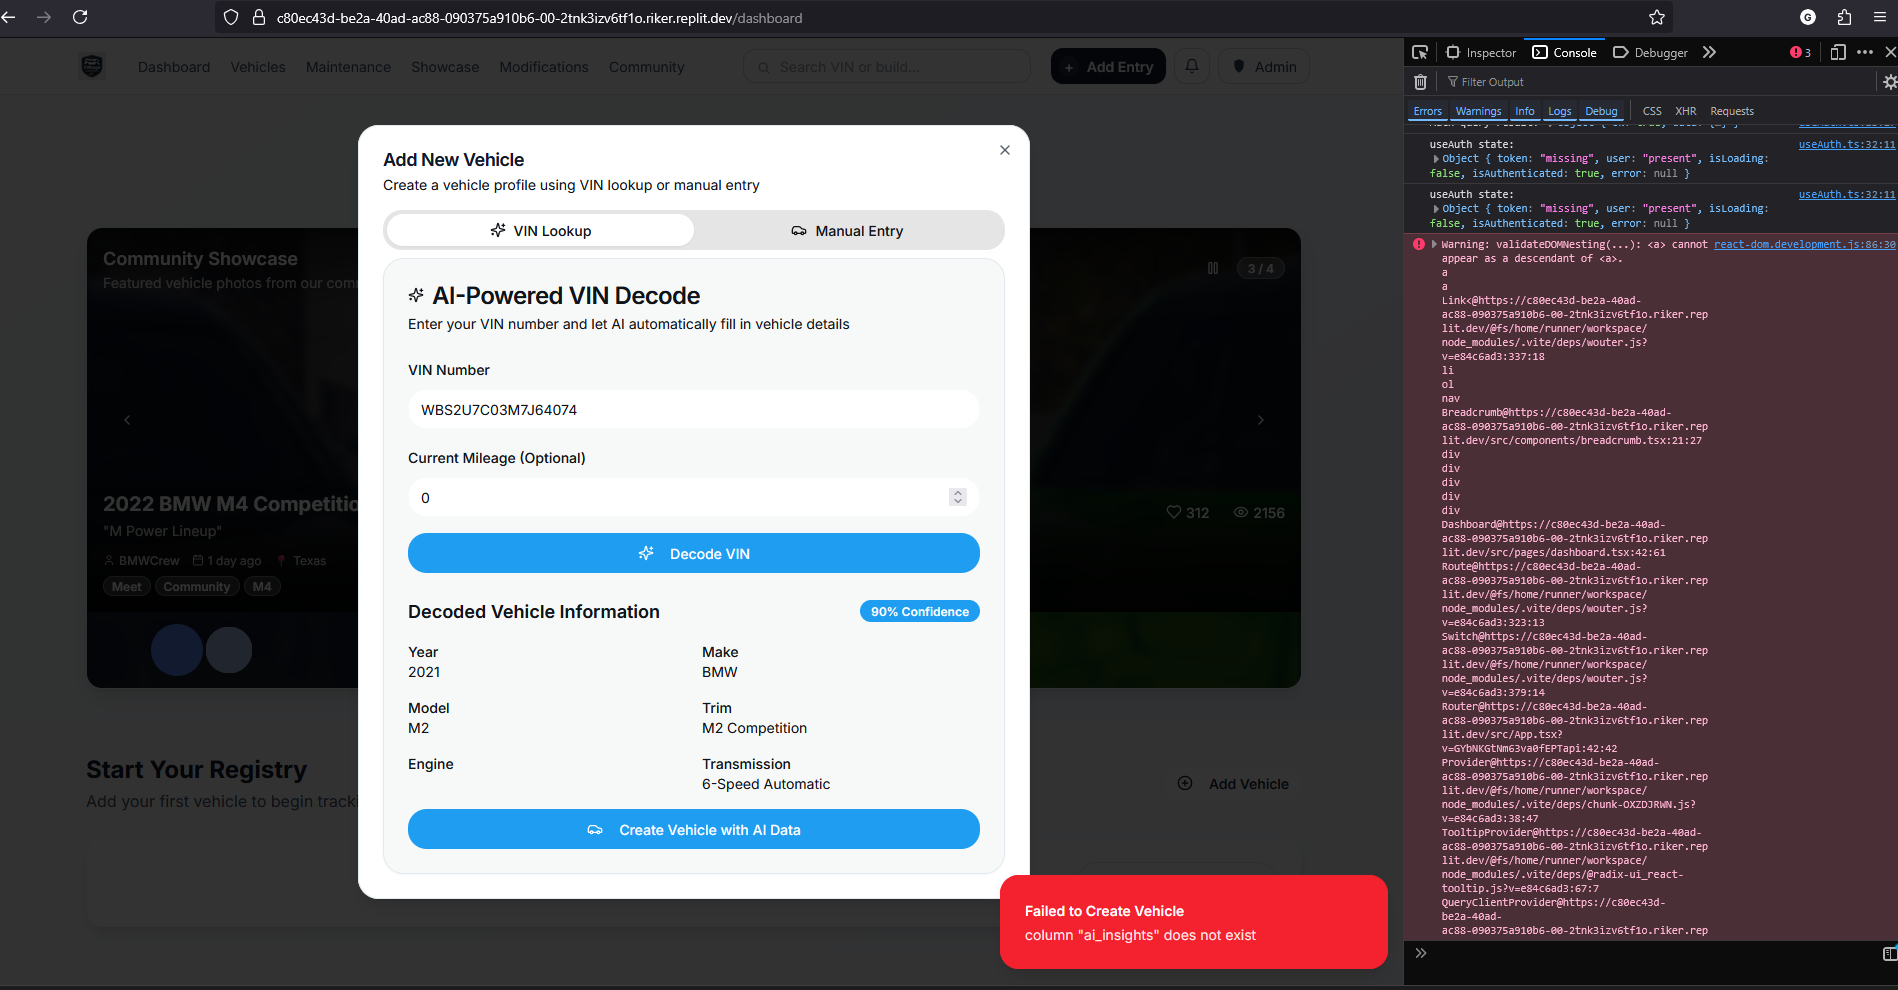 c80ec43d-be2a-40ad-ac88-090375a910b6-00-2tnk3izv6tf1o.riker.replit.dev/dashboard
G
Dashboard Vehicles Maintenance Showcase Modifications Community
Search VIN or build...
+ Add Entry
Admin
Community Showcase
Featured vehicle photos from our com
3 / 4
2022 BMW M4 Competitio
"M Power Lineup"
BMWCrew 1 day ago Texas
Meet Community M4
312 2156
Start Your Registry
Add your first vehicle to begin tracki
Add Vehicle
Add New Vehicle
Create a vehicle profile using VIN lookup or manual entry
VIN Lookup
Manual Entry
AI-Powered VIN Decode
Enter your VIN number and let AI automatically fill in vehicle details
VIN Number
WBS2U7C03M7J64074
Current Mileage (Optional)
0
Decode VIN
Decoded Vehicle Information
90% Confidence
Year
2021
Make
BMW
Model
M2
Trim
M2 Competition
Engine
Transmission
6-Speed Automatic
Create Vehicle with AI Data
Failed to Create Vehicle
column "ai_insights" does not exist
Inspector Console Debugger
3
Filter Output
Errors Warnings Info Logs Debug CSS XHR Requests
useAuth state: useAuth.ts:32:11
Object { token: "missing", user: "present", isLoading:
false, isAuthenticated: true, error: null }
useAuth state: useAuth.ts:32:11
Object { token: "missing", user: "present", isLoading:
false, isAuthenticated: true, error: null }
Warning: validateDOMNesting(...): <a> cannot react-dom.development.js:86:30
appear as a descendant of <a>.
a
a
Link<@https://c80ec43d-be2a-40ad-
ac88-090375a910b6-00-2tnk3izv6tf1o.riker.rep
lit.dev/@fs/home/runner/workspace/
node_modules/.vite/deps/wouter.js?
v=e84c6ad3:337:18
li
ol
nav
Breadcrumb@https://c80ec43d-be2a-40ad-
ac88-090375a910b6-00-2tnk3izv6tf1o.riker.rep
lit.dev/src/components/breadcrumb.tsx:21:27
div
div
div
div
div
Dashboard@https://c80ec43d-be2a-40ad-
ac88-090375a910b6-00-2tnk3izv6tf1o.riker.rep
lit.dev/src/pages/dashboard.tsx:42:61
Route@https://c80ec43d-be2a-40ad-
ac88-090375a910b6-00-2tnk3izv6tf1o.riker.rep
lit.dev/@fs/home/runner/workspace/
node_modules/.vite/deps/wouter.js?
v=e84c6ad3:323:13
Switch@https://c80ec43d-be2a-40ad-
ac88-090375a910b6-00-2tnk3izv6tf1o.riker.rep
lit.dev/@fs/home/runner/workspace/
node_modules/.vite/deps/wouter.js?
v=e84c6ad3:379:14
Router@https://c80ec43d-be2a-40ad-
ac88-090375a910b6-00-2tnk3izv6tf1o.riker.rep
lit.dev/src/App.tsx?
v=GYbNKGtNm63va0fEPTapi:42:42
Provider@https://c80ec43d-be2a-40ad-
ac88-090375a910b6-00-2tnk3izv6tf1o.riker.rep
lit.dev/@fs/home/runner/workspace/
node_modules/.vite/deps/chunk-OXZDJRWN.js?
v=e84c6ad3:38:47
TooltipProvider@https://c80ec43d-be2a-40ad-
ac88-090375a910b6-00-2tnk3izv6tf1o.riker.rep
lit.dev/@fs/home/runner/workspace/
node_modules/.vite/deps/@radix-ui_react-
tooltip.js?v=e84c6ad3:67:7
QueryClientProvider@https://c80ec43d-
be2a-40ad-
ac88-090375a910b6-00-2tnk3izv6tf1o.riker.rep